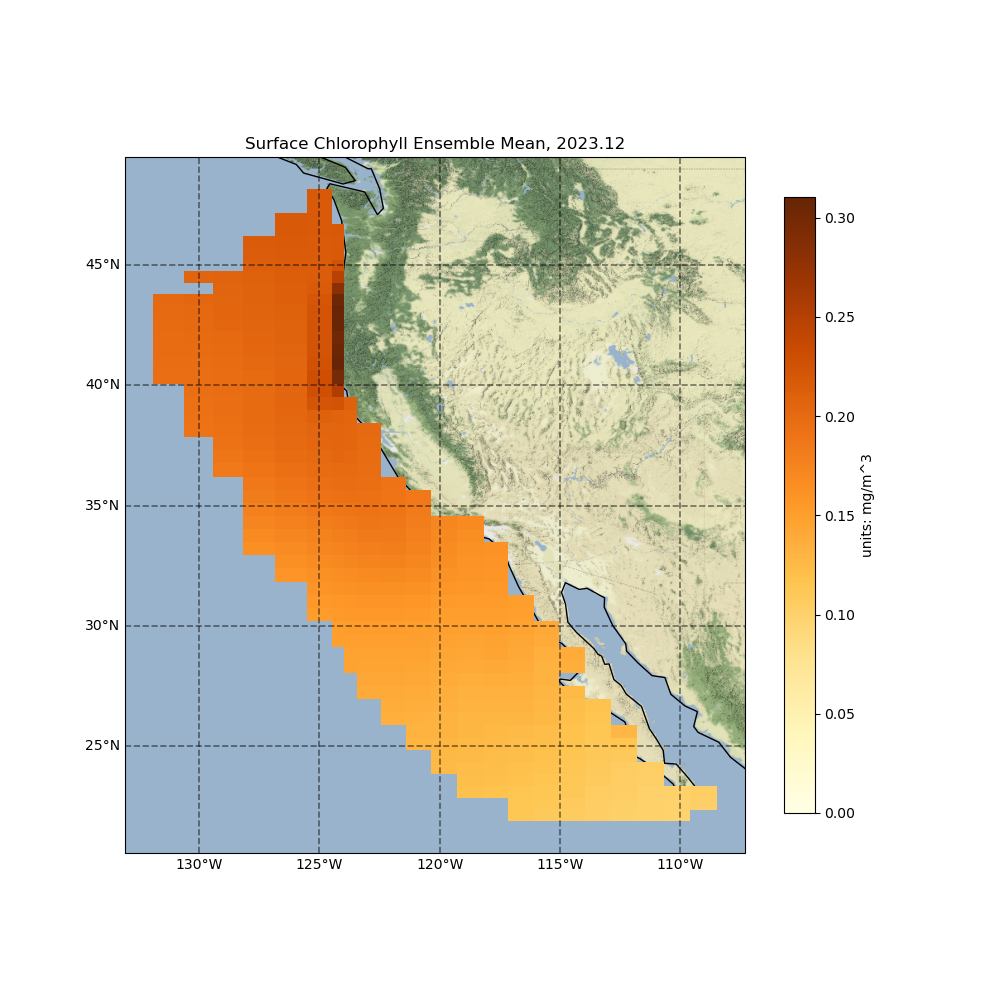 Surface Chlorophyll Ensemble Mean, 2023.12
45°N
40°N
35°N
30°N
25°N
130°W
125°W
120°W
115°W
110°W
0.30
0.25
0.20
0.15
0.10
0.05
0.00
units: mg/m^3